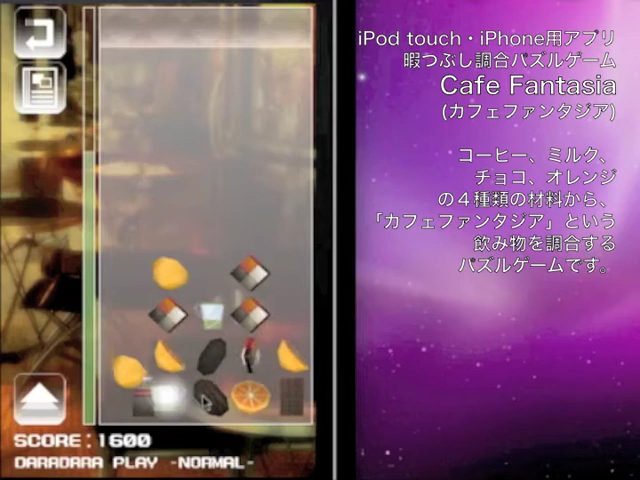 SCORE:1600
DARADARA PLAY -NORMAL-
iPod touch・iPhone用アプリ
暇つぶし調合パズルゲーム
Cafe Fantasia
(カフェファンタジア)
コーヒー、ミルク、
チョコ、オレンジ
の４種類の材料から、
「カフェファンタジア」という
飲み物を調合する
パズルゲームです。